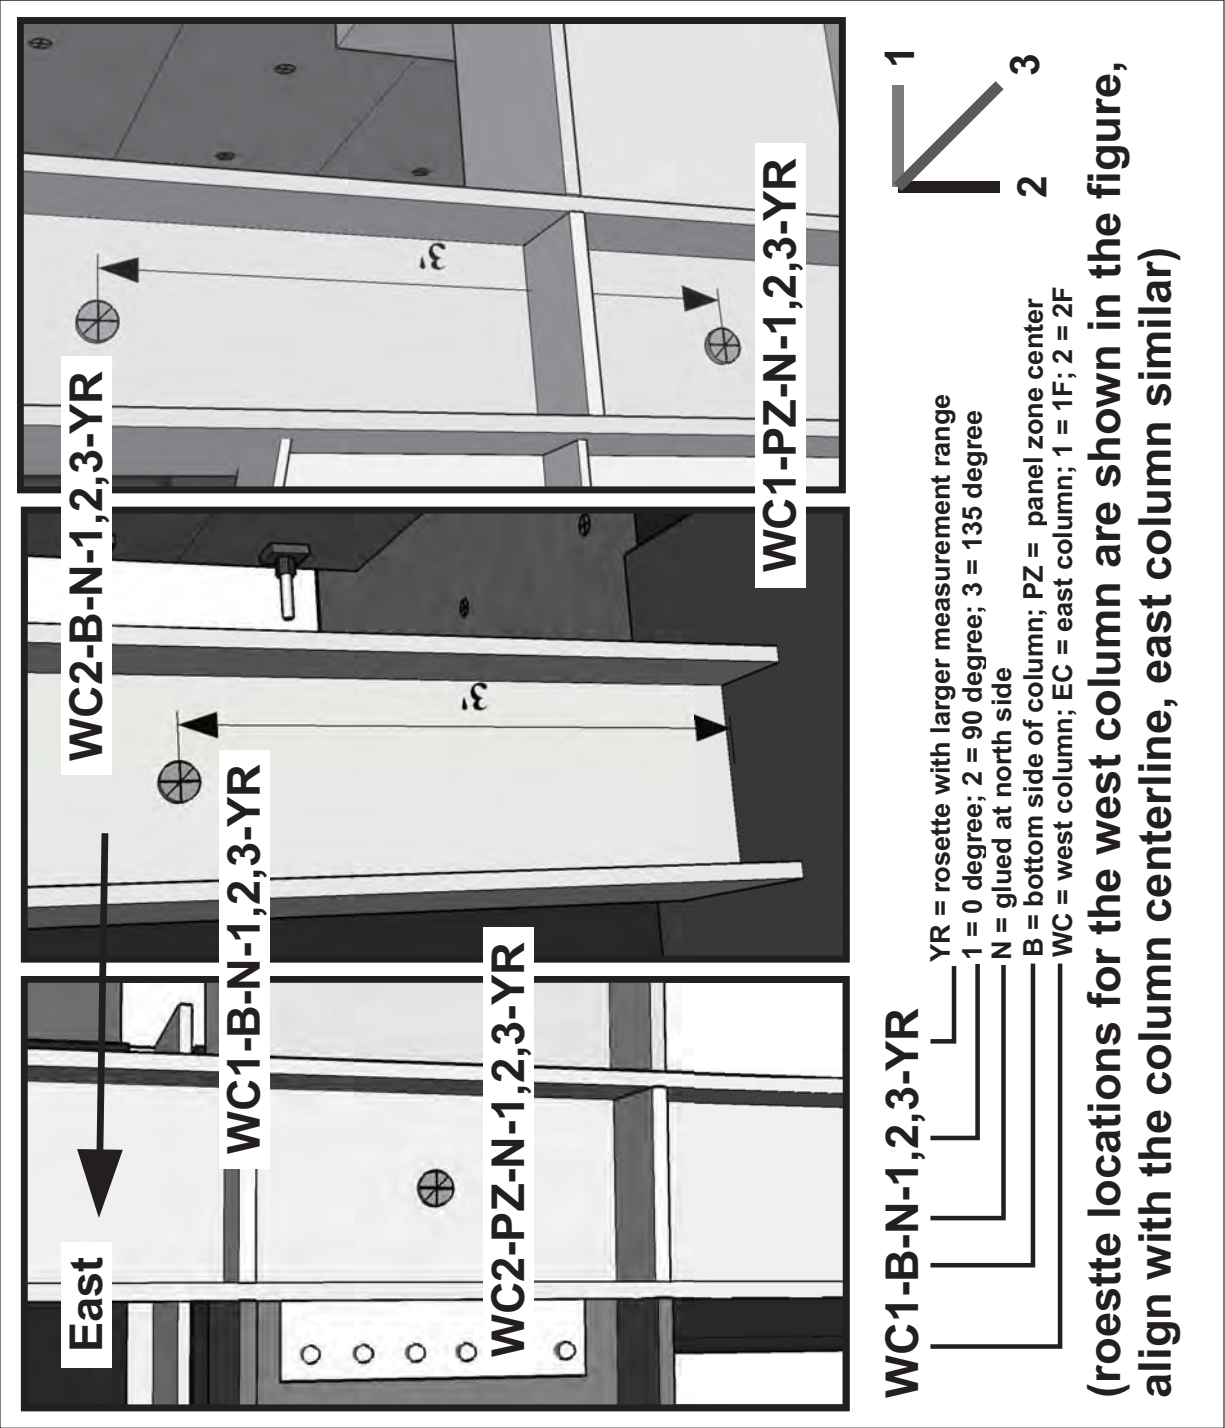 East
WC2-B-N-1,2,3-YR
WC1-B-N-1,2,3-YR
WC2-PZ-N-1,2,3-YR
3'
3'
WC1-PZ-N-1,2,3-YR
WC1-B-N-1,2,3-YR
YR = rosette with larger measurement range
1 = 0 degree; 2 = 90 degree; 3 = 135 degree
N = glued at north side
B = bottom side of column; PZ = panel zone center
WC = west column; EC = east column; 1 = 1F; 2 = 2F
1
2
3
(roestte locations for the west column are shown in the figure,
align with the column centerline, east column similar)